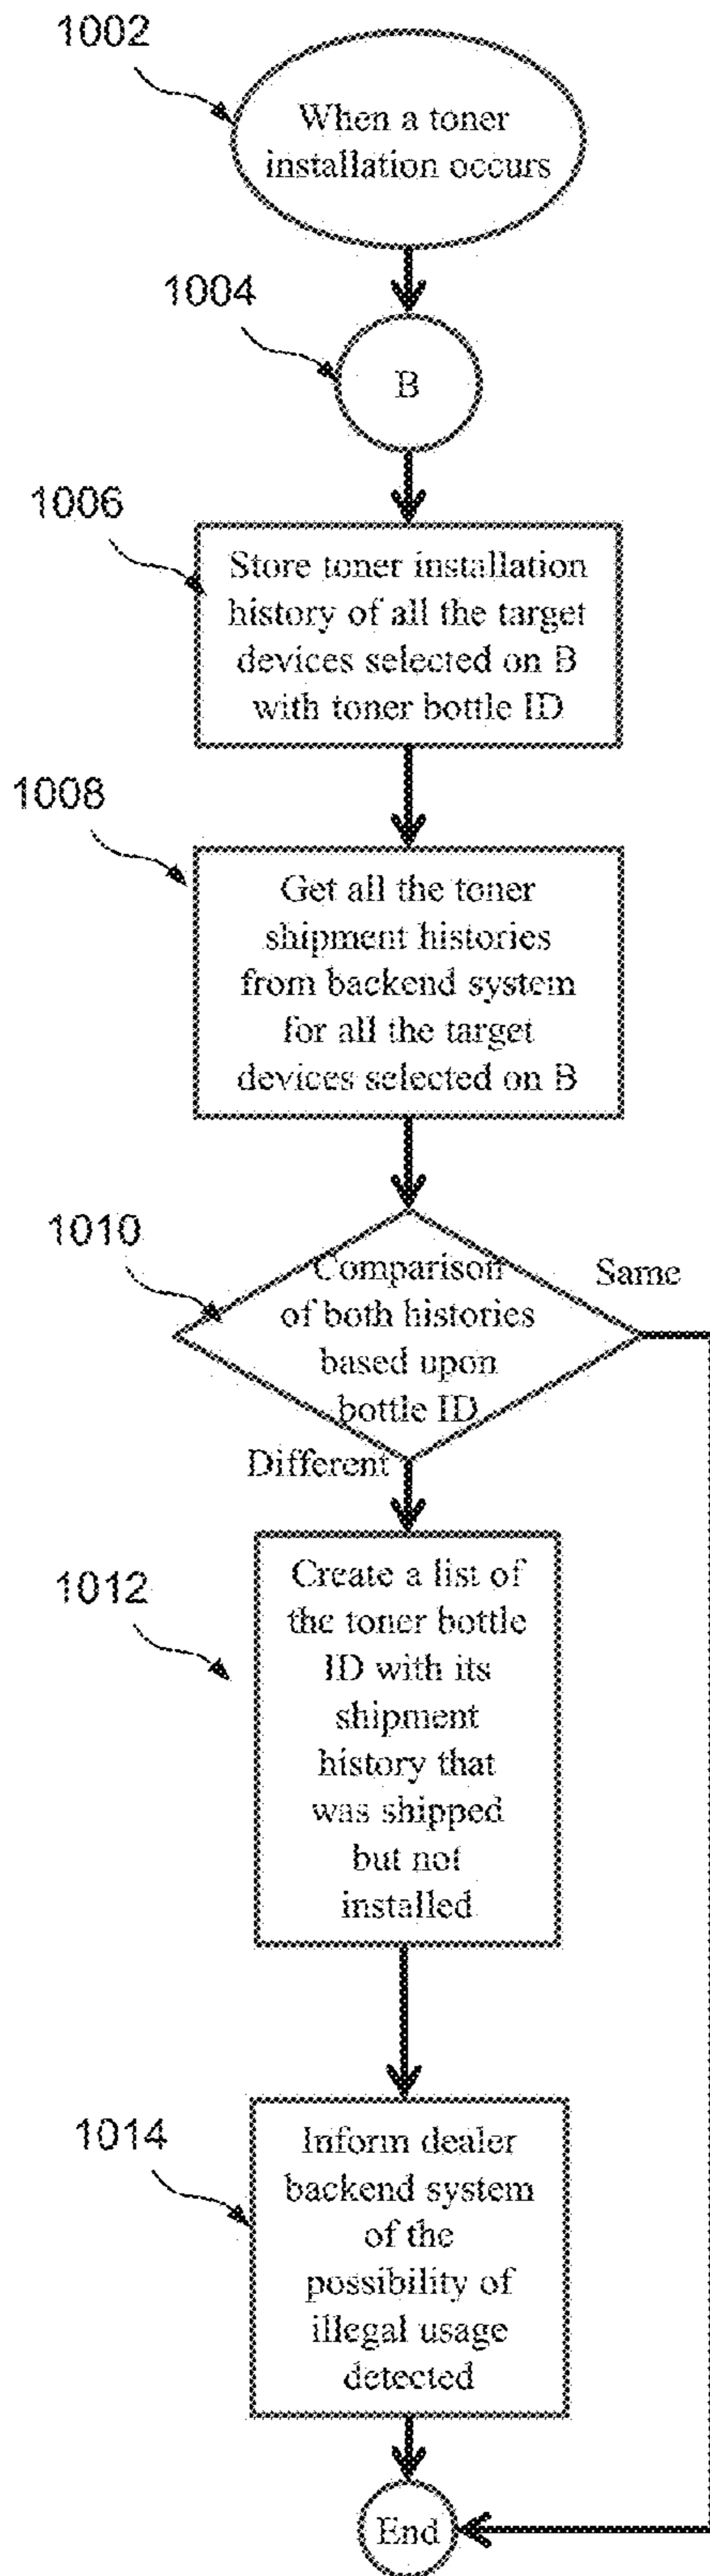 1002
When a toner
installation occurs
1004
B
1006
Store toner installation
history of all the target
devices selected on B
with toner bottle ID
1008
Get all the toner
shipment histories
from backend system
for all the target
devices selected on B
1010
Comparison
of both histories
based upon
bottle ID
Same
Different
1012
Create a list of
the toner bottle
ID with its
shipment
history that
was shipped
but not
installed
1014
Inform dealer
backend system
of the
possibility of
illegal usage
detected
End